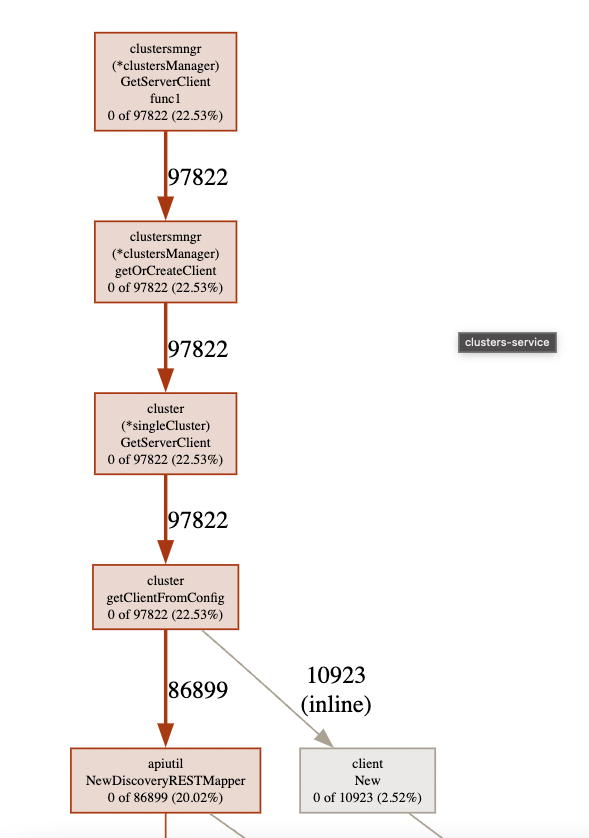 clustersmngr
(*clustersManager)
GetServerClient
func1
0 of 97822 (22.53%)
97822
clustersmngr
(*clustersManager)
getOrCreateClient
0 of 97822 (22.53%)
clusters-service
97822
cluster
(*singleCluster)
GetServerClient
0 of 97822 (22.53%)
97822
cluster
getClientFromConfig
0 of 97822 (22.53%)
86899
10923
(inline)
apiutil
NewDiscoveryRESTMapper
0 of 86899 (20.02%)
client
New
0 of 10923 (2.52%)